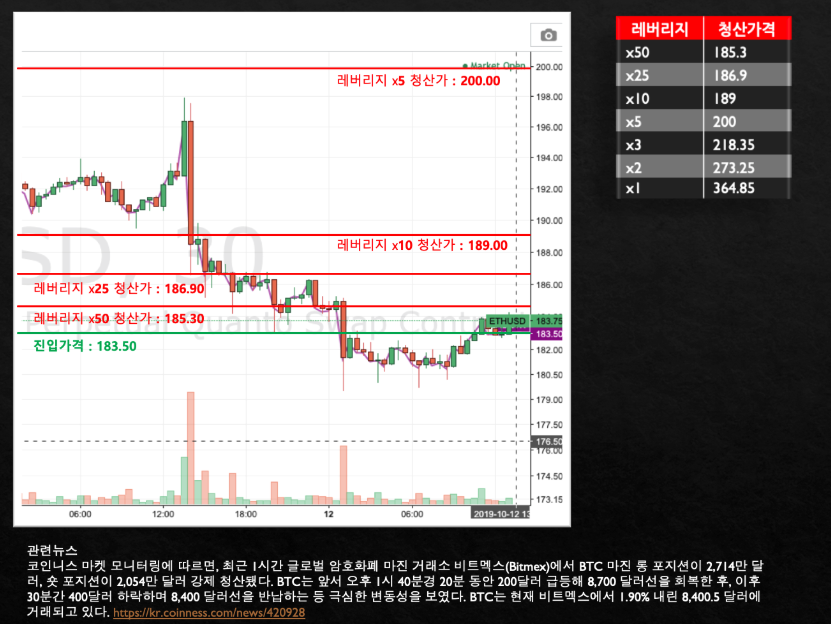 Market Open
레버리지 x5 청산가 : 200.00
레버리지 x10 청산가 : 189.00
레버리지 x25 청산가 : 186.90
레버리지 x50 청산가 : 185.30
진입가격 : 183.50
SD, 30
Perpetual Quanto Swap Contr
ETHUSD 183.75
183.50
200.00
198.00
196.00
194.00
192.00
190.00
188.00
186.00
182.00
180.50
179.00
177.50
176.50
176.00
174.50
173.15
06:00 12:00 18:00 12 06:00 2019-10-12 13
레버리지 청산가격
x50 185.3
x25 186.9
x10 189
x5 200
x3 218.35
x2 273.25
x1 364.85
관련뉴스
코인니스 마켓 모니터링에 따르면, 최근 1시간 글로벌 암호화폐 마진 거래소 비트멕스(Bitmex)에서 BTC 마진 롱 포지션이 2,714만 달
러, 숏 포지션이 2,054만 달러 강제 청산됐다. BTC는 앞서 오후 1시 40분경 20분 동안 200달러 급등해 8,700 달러선을 회복한 후, 이후
30분간 400달러 하락하며 8,400 달러선을 반납하는 등 극심한 변동성을 보였다. BTC는 현재 비트멕스에서 1.90% 내린 8,400.5 달러에
거래되고 있다. https://kr.coinness.com/news/420928